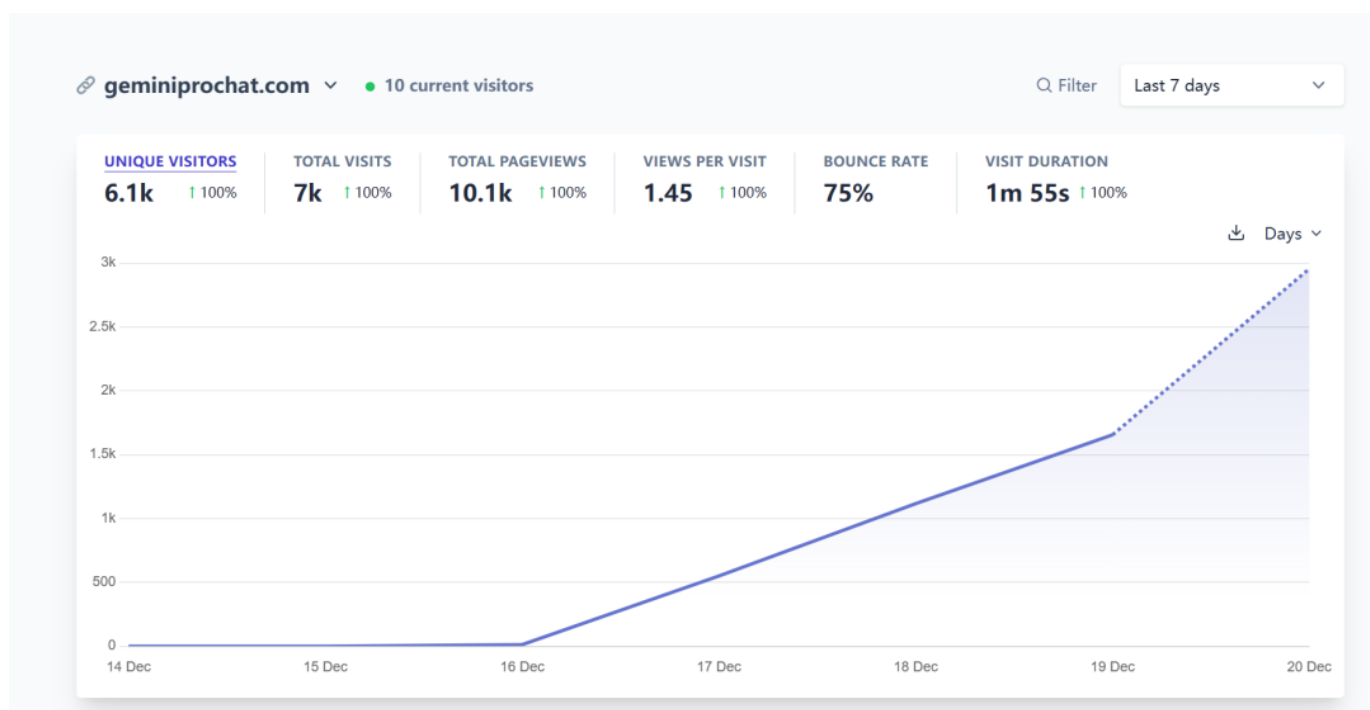 geminiprochat.com 10 current visitors Filter Last 7 days
UNIQUE VISITORS TOTAL VISITS TOTAL PAGEVIEWS VIEWS PER VISIT BOUNCE RATE VISIT DURATION
6.1k ↑ 100% 7k ↑ 100% 10.1k ↑ 100% 1.45 ↑ 100% 75% 1m 55s ↑ 100%
Days
3k
2.5k
2k
1.5k
1k
500
0
14 Dec 15 Dec 16 Dec 17 Dec 18 Dec 19 Dec 20 Dec